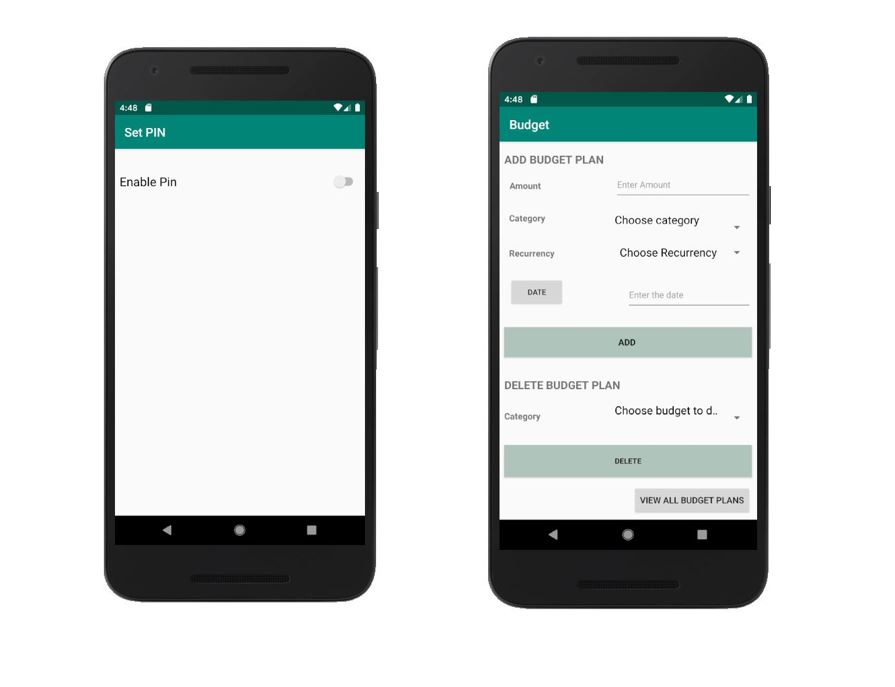 4:48
Set PIN
Enable Pin
4:48
Budget
ADD BUDGET PLAN
Amount Enter Amount
Category Choose category
Recurrency Choose Recurrency
DATE Enter the date
ADD
DELETE BUDGET PLAN
Category Choose budget to d..
DELETE
VIEW ALL BUDGET PLANS